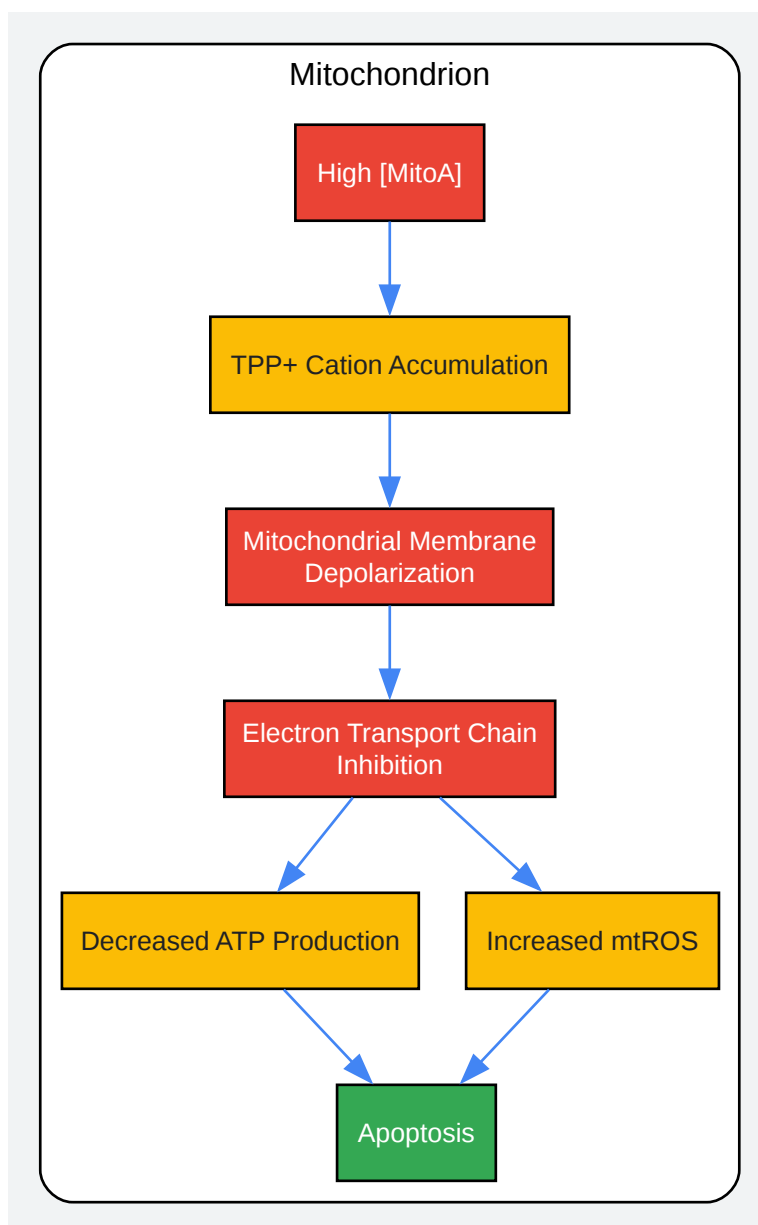 Mitochondrion
High [MitoA]
TPP+ Cation Accumulation
Mitochondrial Membrane
Depolarization
Electron Transport Chain
Inhibition
Decreased ATP Production
Increased mtROS
Apoptosis